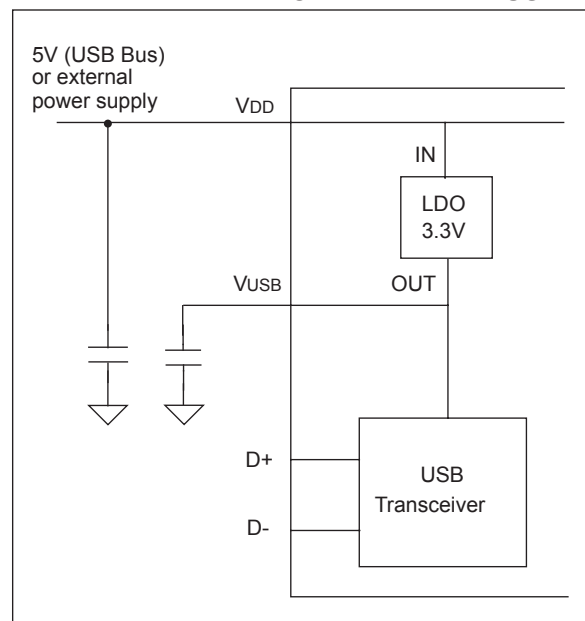 5V (USB Bus)
or external
power supply
VDD
IN
LDO
3.3V
VUSB
OUT
D+
USB
Transceiver
D-